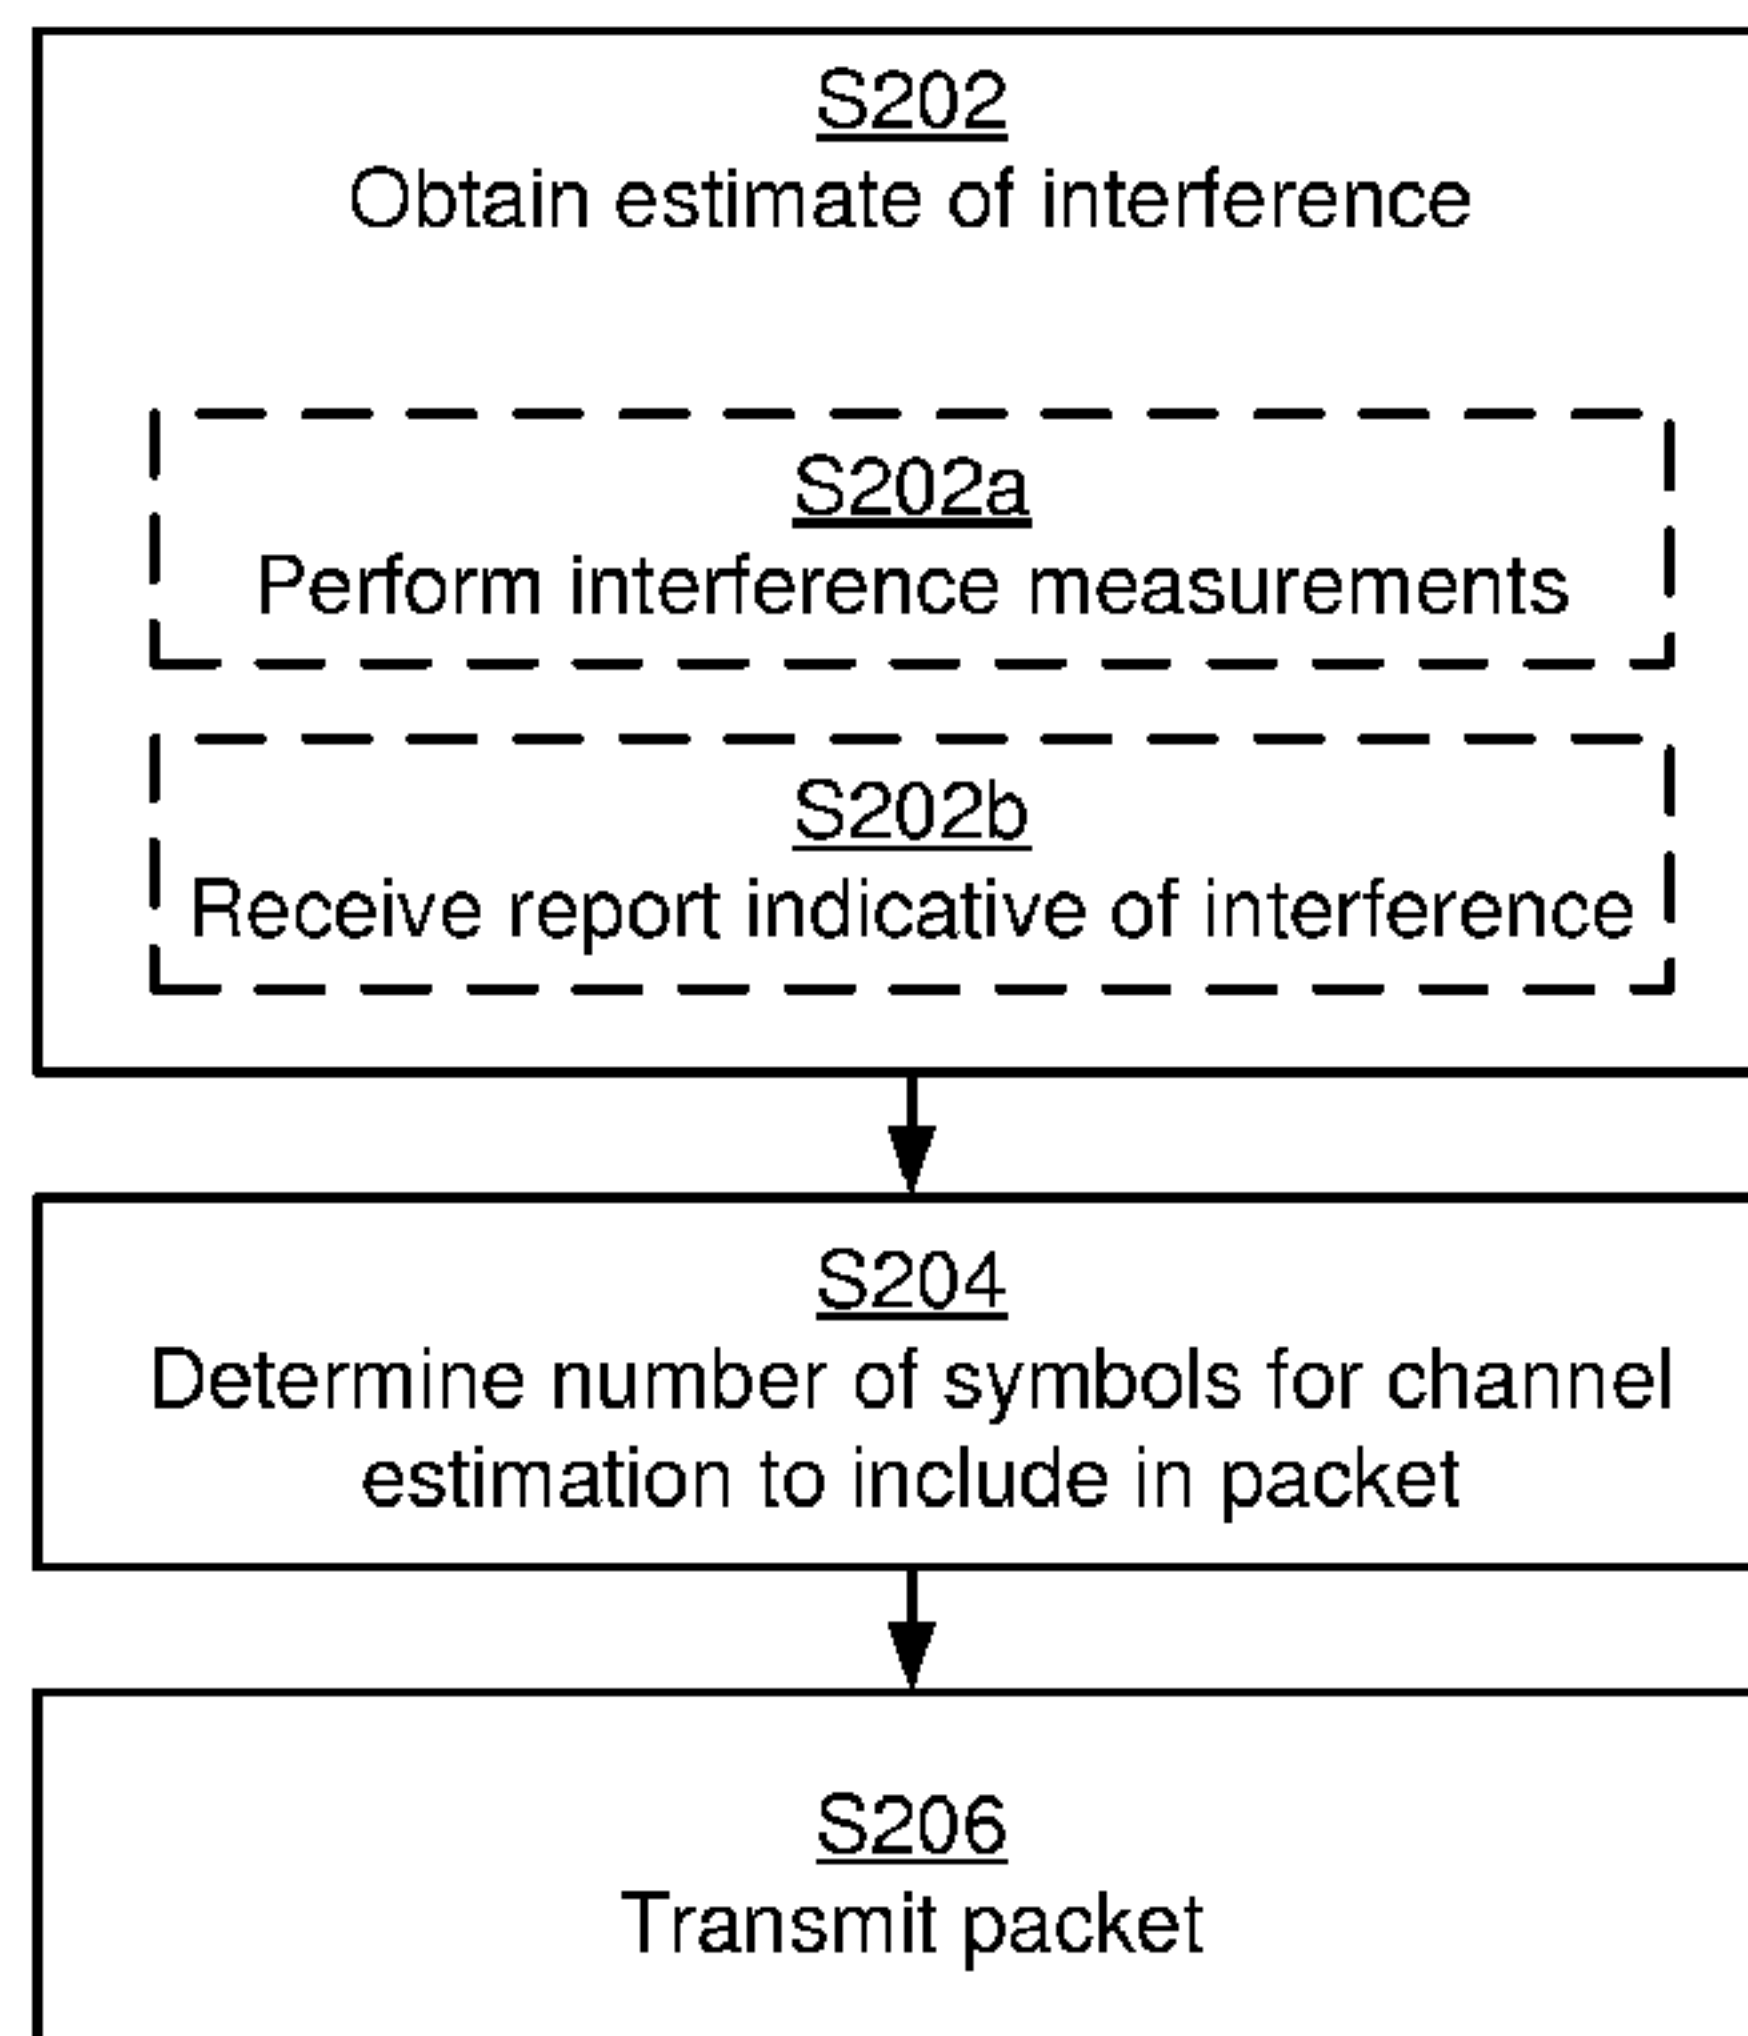 S202
Obtain estimate of interference
S202a
Perform interference measurements
S202b
Receive report indicative of interference
S204
Determine number of symbols for channel
estimation to include in packet
S206
Transmit packet